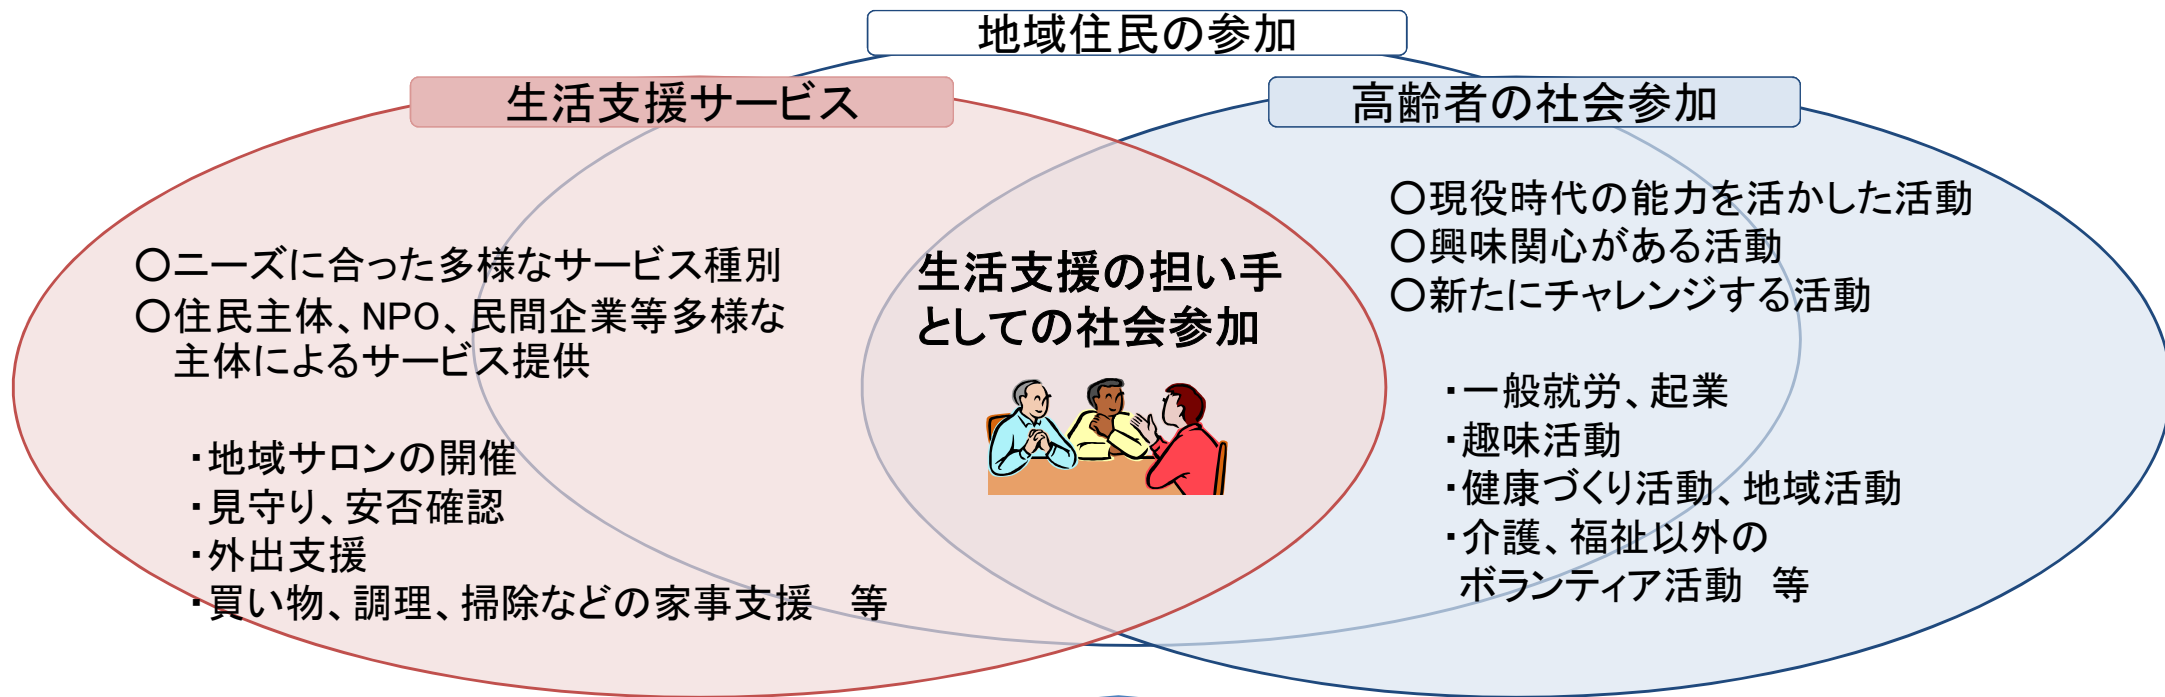 地域住民の参加
生活支援サービス
〇ニーズに合った多様なサービス種別
〇住民主体、NPO、民間企業等多様な
主体によるサービス提供
・地域サロンの開催
・見守り、安否確認
・外出支援
・買い物、調理、掃除などの家事支援　等
生活支援の担い手
としての社会参加
高齢者の社会参加
〇現役時代の能力を活かした活動
〇興味関心がある活動
〇新たにチャレンジする活動
・一般就労、起業
・趣味活動
・健康づくり活動、地域活動
・介護、福祉以外の
ボランティア活動　等